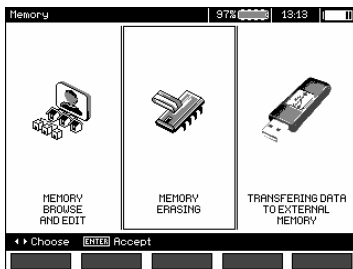 Memory 97% 13:13
MEMORY
BROWSE
AND EDIT
MEMORY
ERASING
TRANSFERING DATA
TO EXTERNAL
MEMORY
Choose ENTER Accept